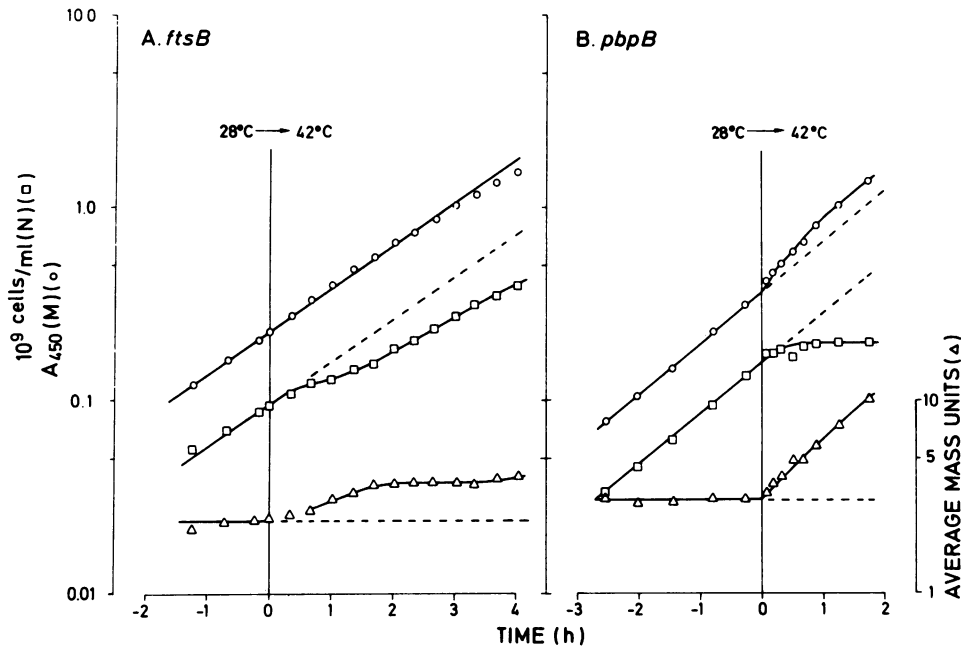 10.0
1.0
0.1
0.01
10⁹ cells/ml (N) (□)
A₄₅₀ (M) (○)
A. ftsB
28°C → 42°C
-2 -1 0 1 2 3 4
B. pbpB
28°C → 42°C
-3 -2 -1 0 1 2
TIME (h)
10
5
1
AVERAGE MASS UNITS (△)